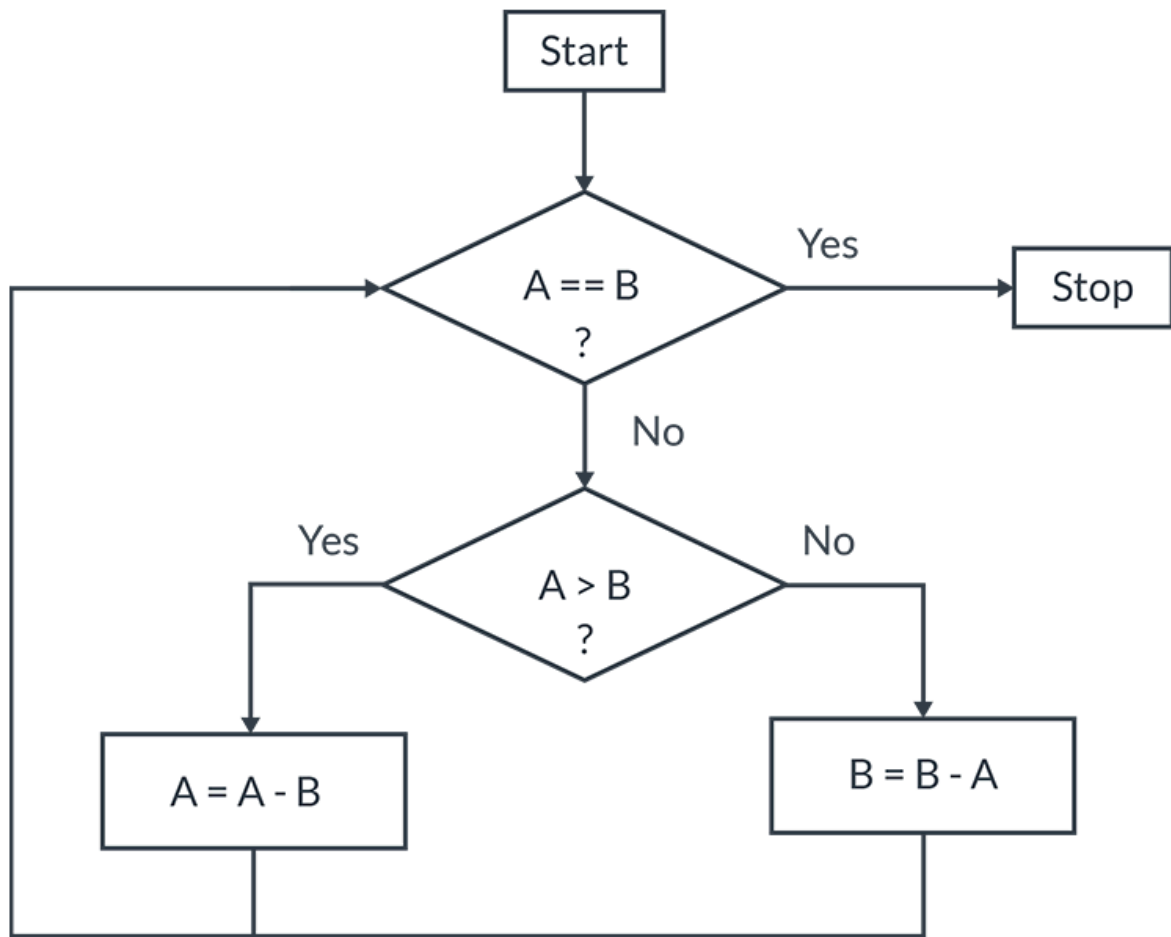 Start
A == B
?
Yes
Stop
No
A > B
?
Yes
No
A = A - B
B = B - A